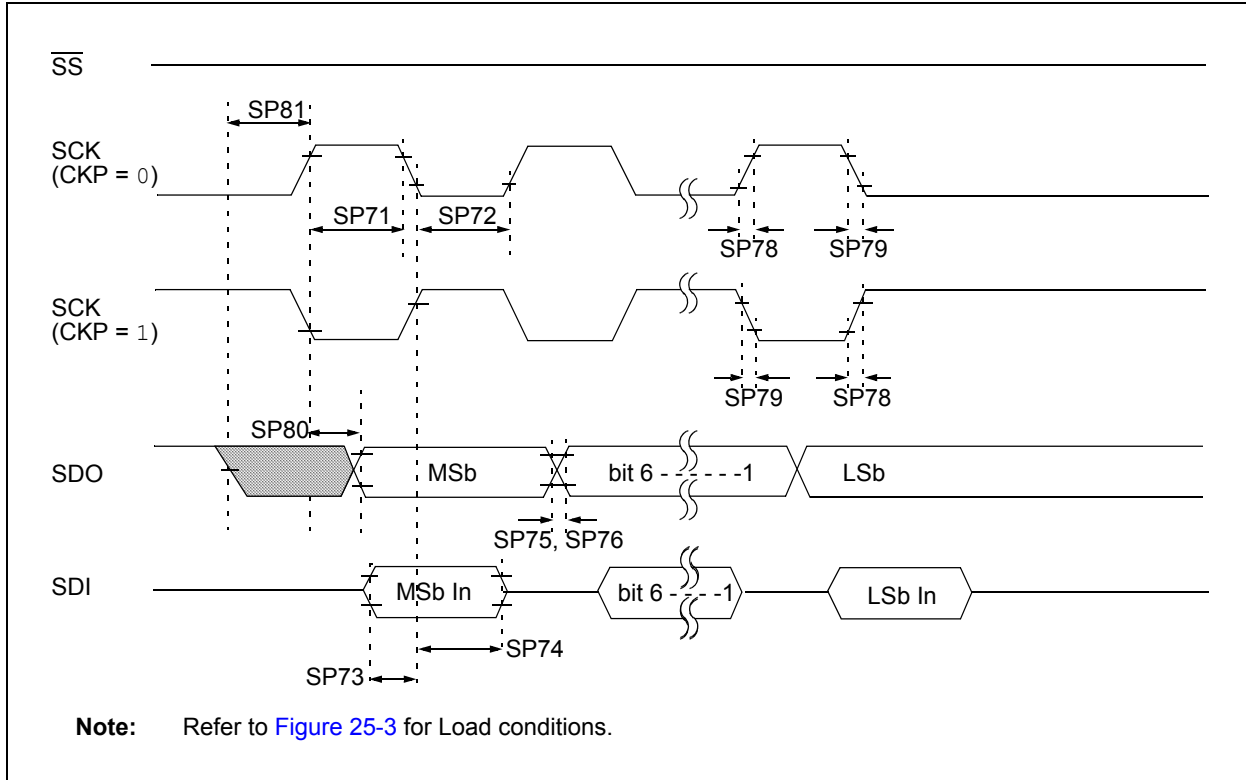 SS
SP81
SCK
(CKP = 0)
SP71
SP72
SP78
SP79
SCK
(CKP = 1)
SP79
SP78
SP80
SDO
MSb
bit 6 - - - - - -1
LSb
SP75, SP76
SDI
MSb In
bit 6 - - - - -1
LSb In
SP74
SP73
Note: Refer to Figure 25-3 for Load conditions.